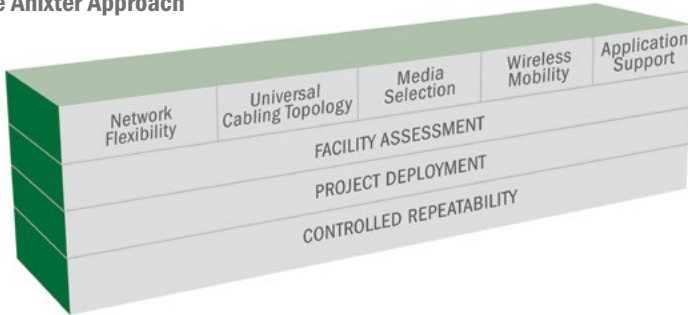 e Anixter Approach
Network
Flexibility
Universal
Cabling Topology
Media
Selection
Wireless
Mobility
Application
Support
FACILITY ASSESSMENT
PROJECT DEPLOYMENT
CONTROLLED REPEATABILITY